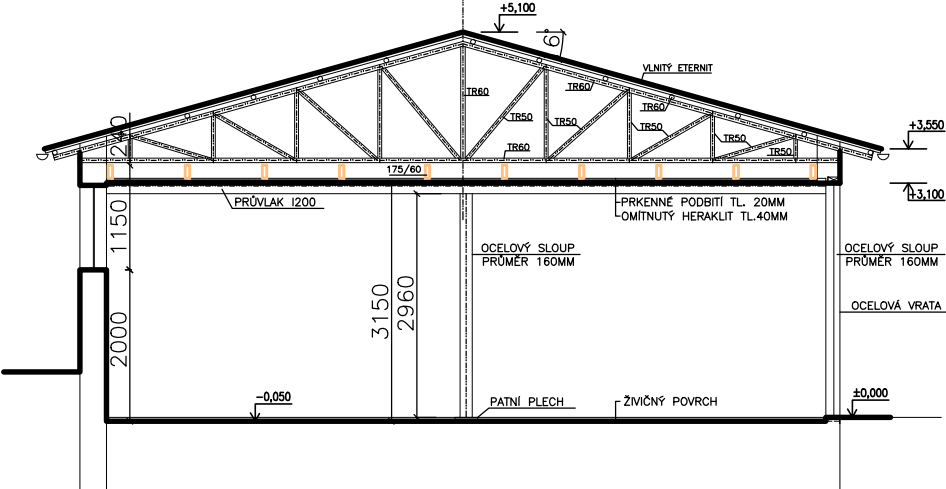 +5,100
6°
VLNITÝ ETERNIT
TR60
TR60
TR60
TR50
TR50
TR50
TR50
TR50
TR60
+3,550
240
175/60
+3,100
PRŮVLAK I200
PRKENNÉ PODBITÍ TL. 20MM
OMÍTNUTÝ HERAKLIT TL.40MM
1150
OCELOVÝ SLOUP
PRŮMĚR 160MM
OCELOVÝ SLOUP
PRŮMĚR 160MM
3150
2960
2000
OCELOVÁ VRATA
-0,050
PATNÍ PLECH
ŽIVIČNÝ POVRCH
±0,000